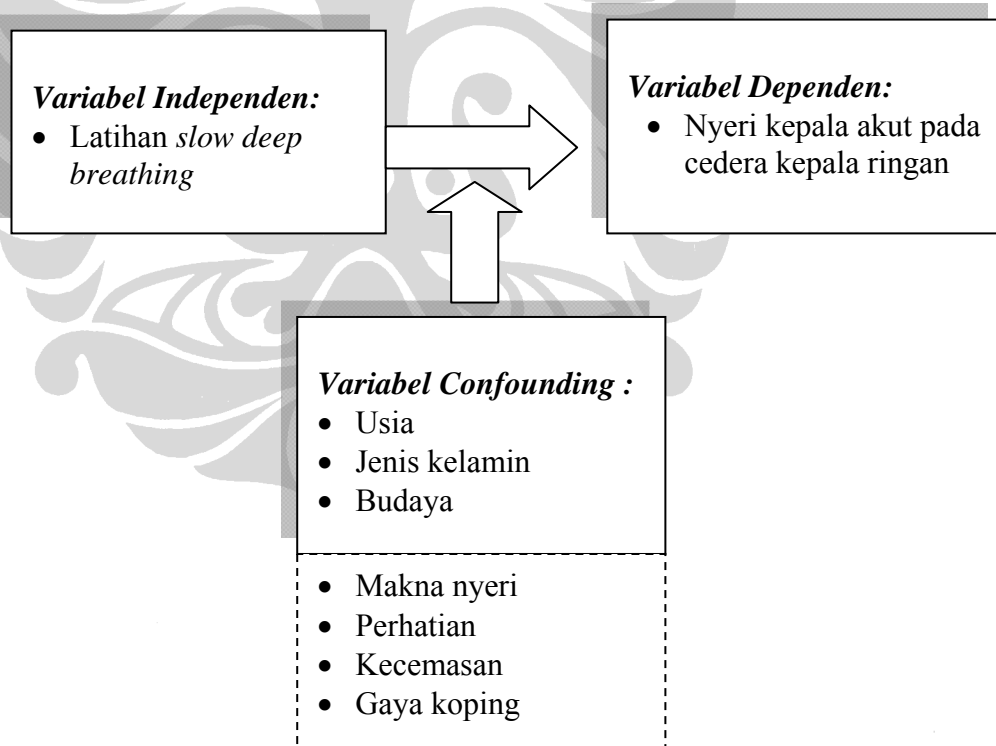 Variabel Independen:
• Latihan slow deep
breathing
Variabel Dependen:
• Nyeri kepala akut pada
cedera kepala ringan
Variabel Confounding :
• Usia
• Jenis kelamin
• Budaya
• Makna nyeri
• Perhatian
• Kecemasan
• Gaya koping